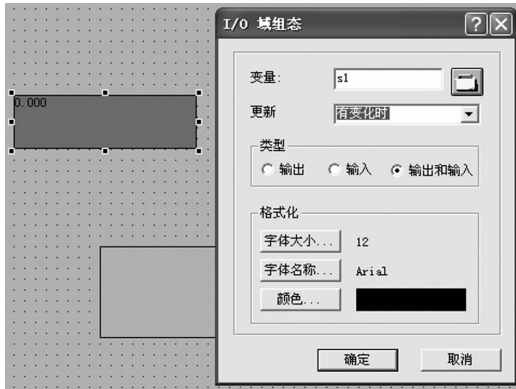 I/O 域组态
0.000
变量: s1
更新 有变化时
类型
输出 输入 输出和输入
格式化
字体大小... 12
字体名称... Arial
颜色...
确定 取消